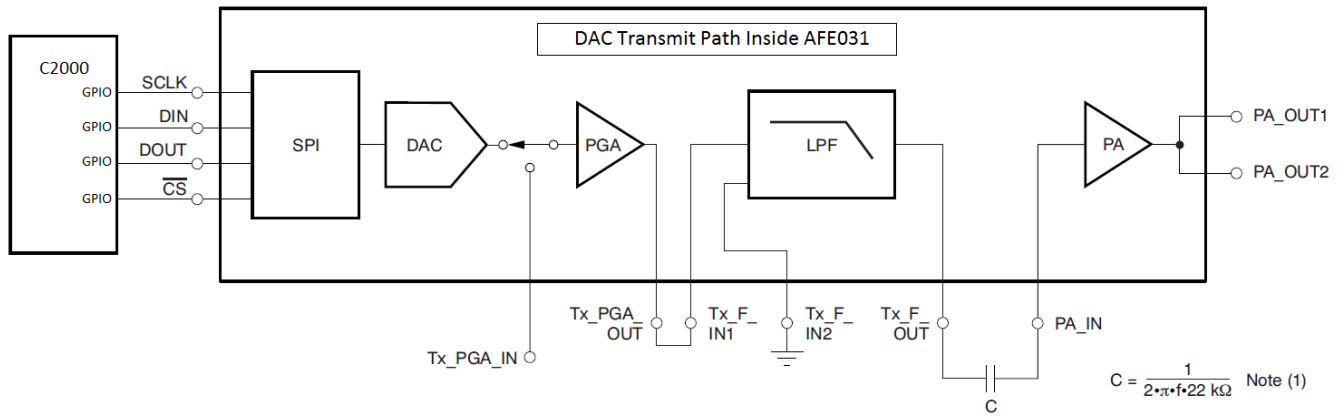 DAC Transmit Path Inside AFE031
C2000
GPIO
SCLK
GPIO
DIN
GPIO
DOUT
GPIO
CS
SPI
DAC
PGA
LPF
PA
PA_OUT1
PA_OUT2
Tx_PGA_IN
Tx_PGA_
OUT
Tx_F_
IN1
Tx_F_
IN2
Tx_F_
OUT
PA_IN
C
C = 1 / 2•π•f•22 kΩ Note (1)